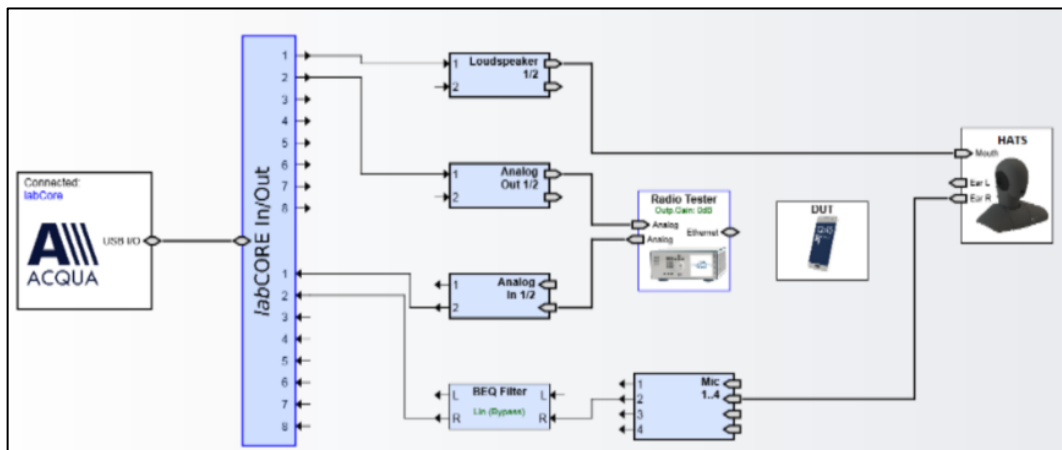 Connected:
labCore
USB I/O
ACQUA
labCORE In/Out
1
2
3
4
5
6
7
8
1
2
3
4
5
6
7
8
Loudspeaker
1/2
1
2
Analog
Out 1/2
1
2
Analog
In 1/2
1
2
BEQ Filter
L
L
Lin (Bypass)
R
R
Radio Tester
Outp.Gain: 0dB
Analog
Ethernet
Analog
DUT
Mic
1..4
1
2
3
4
HATS
Mouth
Ear L
Ear R